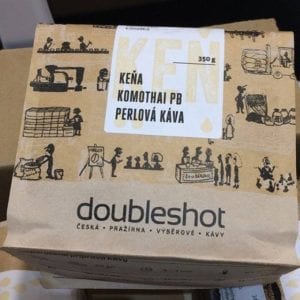 KEŇ
350 g
KEŇA
KOMOTHAI PB
PERLOVÁ KÁVA
doubleshot
ČESKÁ • PRAŽÍRNA • VÝBĚROVÉ • KÁVY